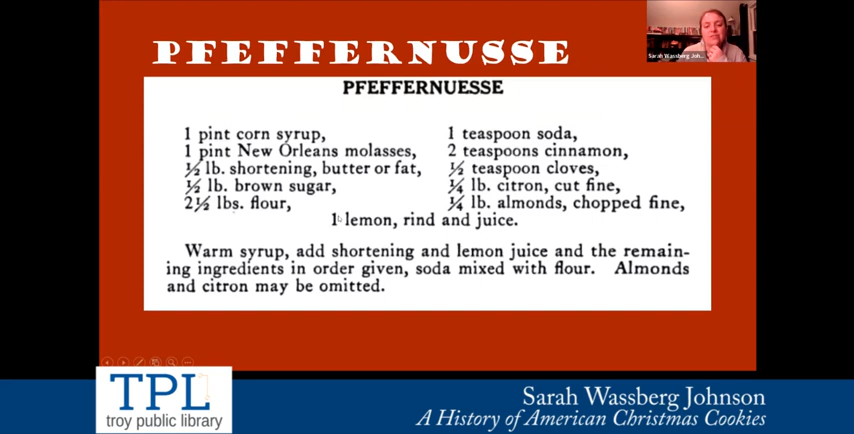 PFEFFERNUSSE
Sarah Wassberg Joh...
PFEFFERNUESSE
1 pint corn syrup,
1 pint New Orleans molasses,
½ lb. shortening, butter or fat,
½ lb. brown sugar,
2½ lbs. flour,
1 teaspoon soda,
2 teaspoons cinnamon,
½ teaspoon cloves,
¼ lb. citron, cut fine,
¼ lb. almonds, chopped fine,
1 lemon, rind and juice.
Warm syrup, add shortening and lemon juice and the remain-
ing ingredients in order given, soda mixed with flour. Almonds
and citron may be omitted.
TPL
troy public library
Sarah Wassberg Johnson
A History of American Christmas Cookies